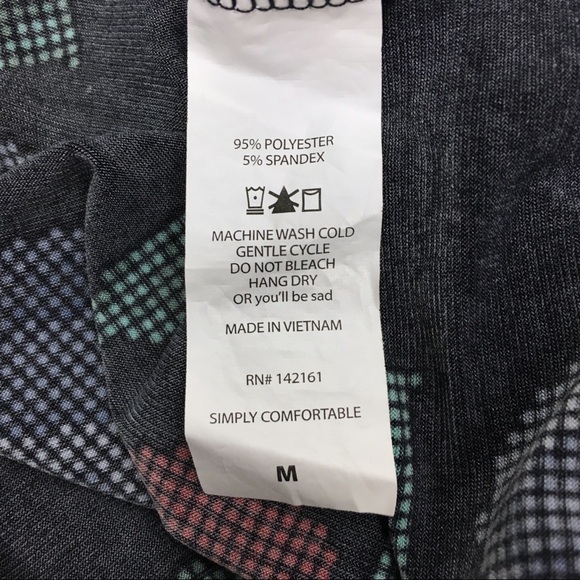 95% POLYESTER
5% SPANDEX
MACHINE WASH COLD
GENTLE CYCLE
DO NOT BLEACH
HANG DRY
OR you'll be sad
MADE IN VIETNAM
RN# 142161
SIMPLY COMFORTABLE
M